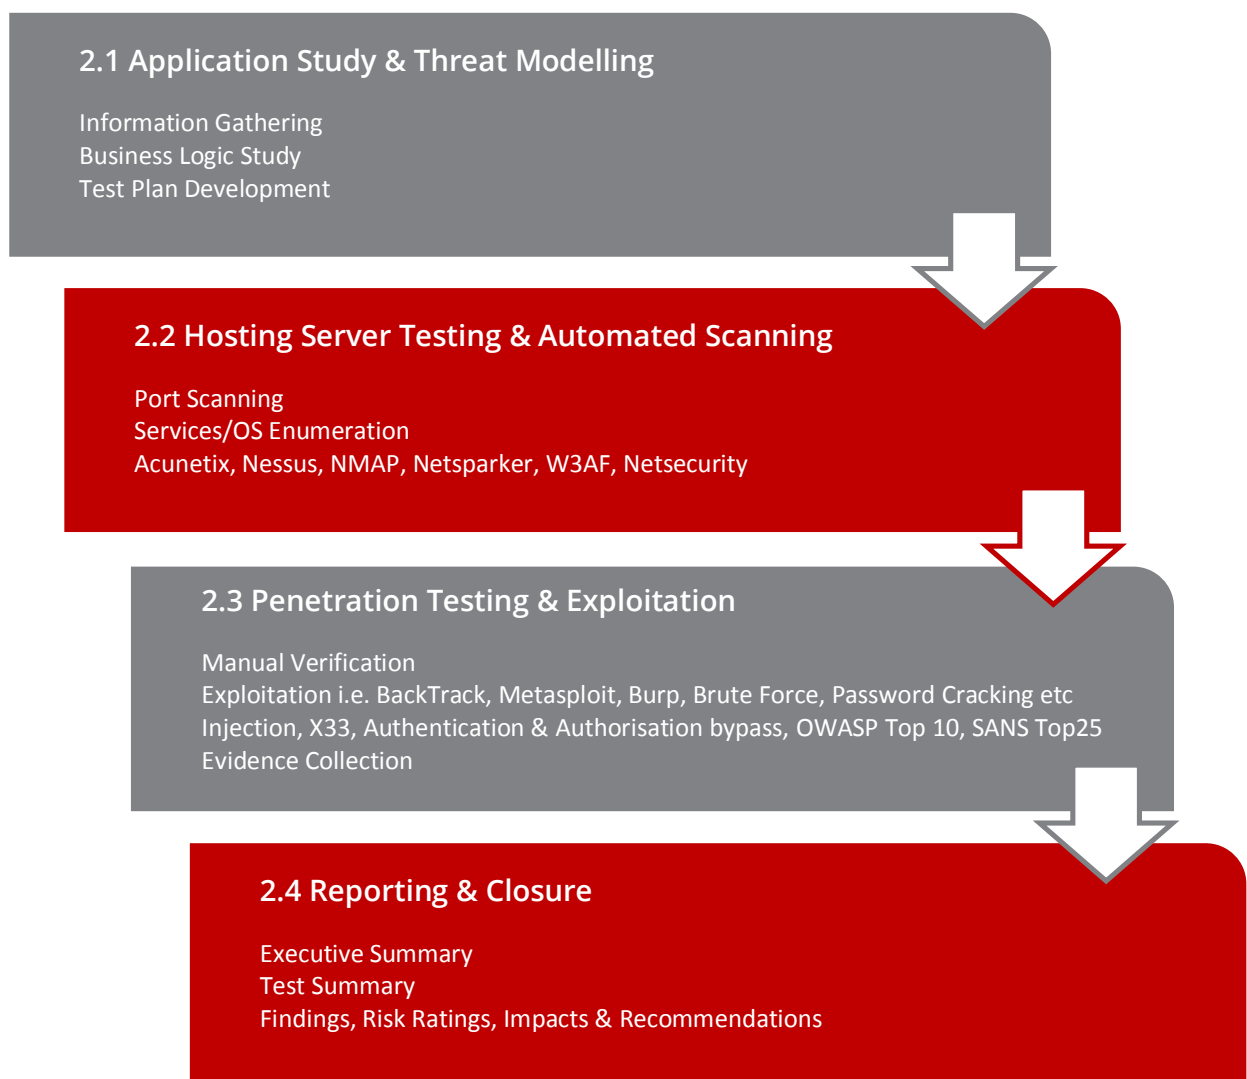 2.1 Application Study & Threat Modelling
Information Gathering
Business Logic Study
Test Plan Development
2.2 Hosting Server Testing & Automated Scanning
Port Scanning
Services/OS Enumeration
Acunetix, Nessus, NMAP, Netsparker, W3AF, Netsecurity
2.3 Penetration Testing & Exploitation
Manual Verification
Exploitation i.e. BackTrack, Metasploit, Burp, Brute Force, Password Cracking etc
Injection, X33, Authentication & Authorisation bypass, OWASP Top 10, SANS Top25
Evidence Collection
2.4 Reporting & Closure
Executive Summary
Test Summary
Findings, Risk Ratings, Impacts & Recommendations